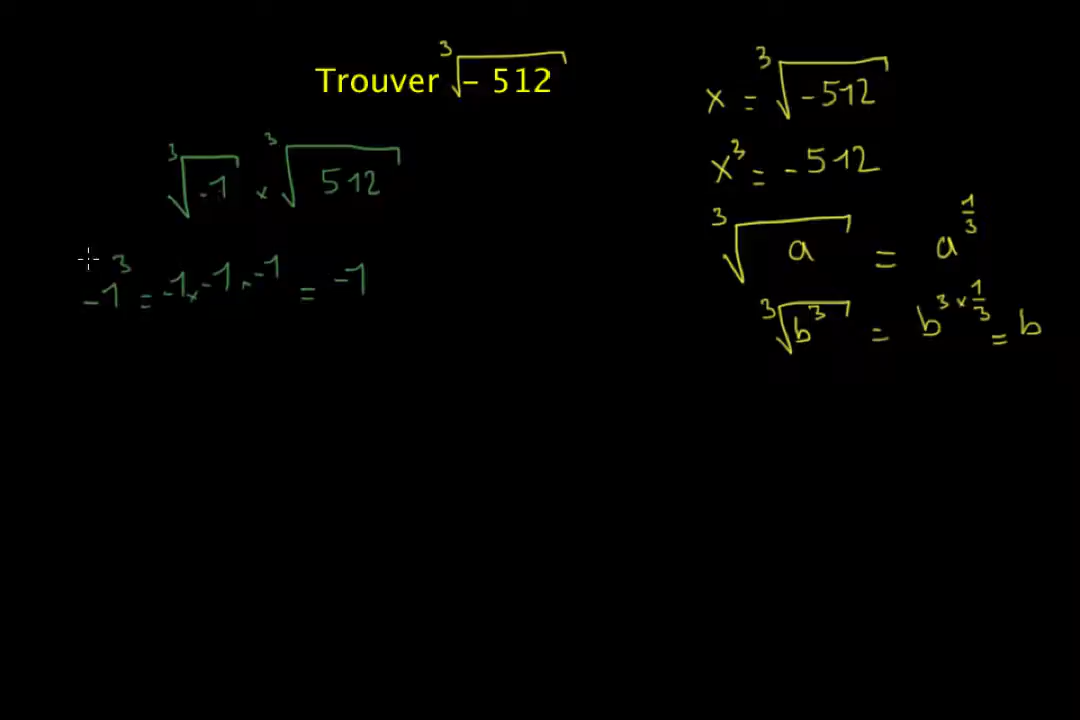 Trouver ∛(- 512)
∛(-1) × ∛(512)
-1³ = -1 × -1 × -1 = -1
x = ∛(-512)
x³ = -512
∛(a) = a^(1/3)
∛(b³) = b^(3 × 1/3) = b